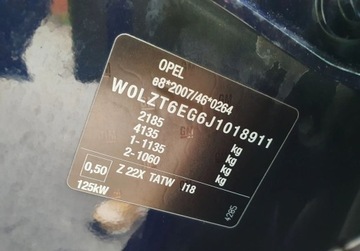 OPEL
e8*2007/46*0264
W0LZT6EG6J1018911
2185 kg
4135 kg
1-1135 kg
2-1060 kg
0,50 Z 22X TATW I18
125kW
4285